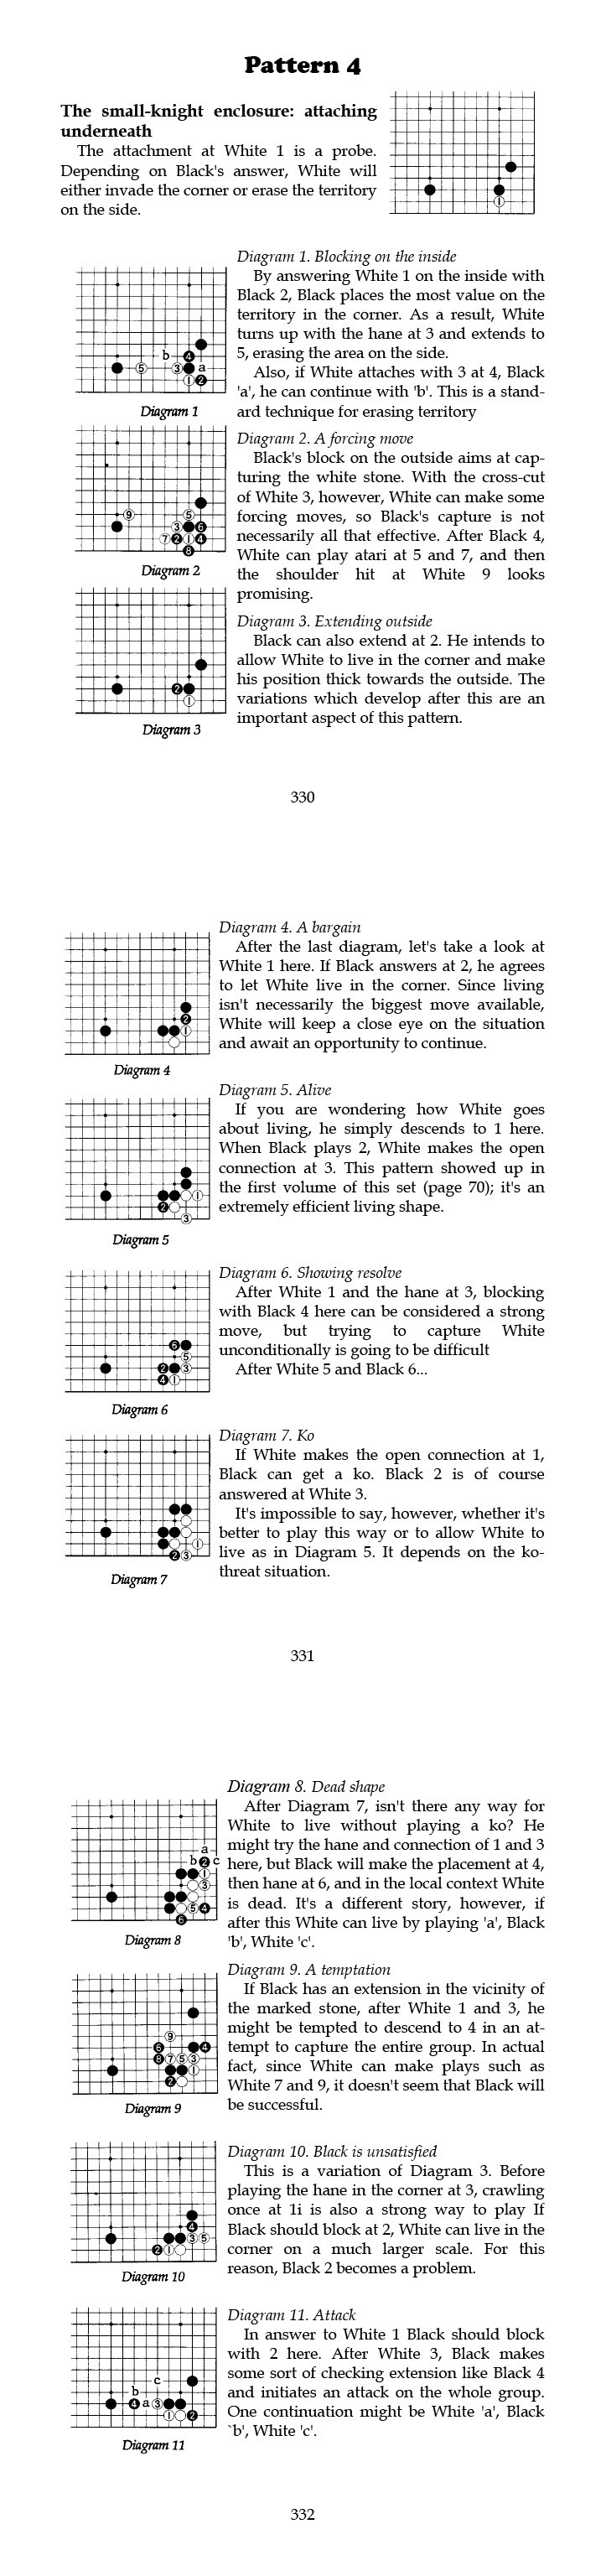 Pattern 4
The small-knight enclosure: attaching
underneath
The attachment at White 1 is a probe.
Depending on Black's answer, White will
either invade the corner or erase the territory
on the side.
1
Diagram 1. Blocking on the inside
By answering White 1 on the inside with
Black 2, Black places the most value on the
territory in the corner. As a result, White
turns up with the hane at 3 and extends to
5, erasing the area on the side.
Also, if White attaches with 3 at 4, Black
'a', he can continue with 'b'. This is a stand-
ard technique for erasing territory
b 4
5 3 a
1 2
Diagram 1
Diagram 2. A forcing move
Black's block on the outside aims at cap-
turing the white stone. With the cross-cut
of White 3, however, White can make some
forcing moves, so Black's capture is not
necessarily all that effective. After Black 4,
White can play atari at 5 and 7, and then
the shoulder hit at White 9 looks
promising.
9 5
3 6
7 2 1 4
8
Diagram 2
Diagram 3. Extending outside
Black can also extend at 2. He intends to
allow White to live in the corner and make
his position thick towards the outside. The
variations which develop after this are an
important aspect of this pattern.
2
1
Diagram 3
330
Diagram 4. A bargain
After the last diagram, let's take a look at
White 1 here. If Black answers at 2, he agrees
to let White live in the corner. Since living
isn't necessarily the biggest move available,
White will keep a close eye on the situation
and await an opportunity to continue.
2
1
Diagram 4
Diagram 5. Alive
If you are wondering how White goes
about living, he simply descends to 1 here.
When Black plays 2, White makes the open
connection at 3. This pattern showed up in
the first volume of this set (page 70); it's an
extremely efficient living shape.
1
2
3
Diagram 5
Diagram 6. Showing resolve
After White 1 and the hane at 3, blocking
with Black 4 here can be considered a strong
move, but trying to capture White
unconditionally is going to be difficult
After White 5 and Black 6...
6
5
2 3
4 1
Diagram 6
Diagram 7. Ko
If White makes the open connection at 1,
Black can get a ko. Black 2 is of course
answered at White 3.
It's impossible to say, however, whether it's
better to play this way or to allow White to
live as in Diagram 5. It depends on the ko-
threat situation.
1
2 3
Diagram 7
331
Diagram 8. Dead shape
After Diagram 7, isn't there any way for
White to live without playing a ko? He
might try the hane and connection of 1 and 3
here, but Black will make the placement at 4,
then hane at 6, and in the local context White
is dead. It's a different story, however, if
after this White can live by playing 'a', Black
'b', White 'c'.
a
b 2 c
1
3
5 4
6
Diagram 8
Diagram 9. A temptation
If Black has an extension in the vicinity of
the marked stone, after White 1 and 3, he
might be tempted to descend to 4 in an at-
tempt to capture the entire group. In actual
fact, since White can make plays such as
White 7 and 9, it doesn't seem that Black will
be successful.
9
6 4
8 7 5 3
1
2
Diagram 9
Diagram 10. Black is unsatisfied
This is a variation of Diagram 3. Before
playing the hane in the corner at 3, crawling
once at 1i is also a strong way to play If
Black should block at 2, White can live in the
corner on a much larger scale. For this
reason, Black 2 becomes a problem.
4
3 5
2 1
Diagram 10
Diagram 11. Attack
In answer to White 1 Black should block
with 2 here. After White 3, Black makes
some sort of checking extension like Black 4
and initiates an attack on the whole group.
One continuation might be White 'a', Black
`b', White 'c'.
c
b
4 a 3
1 2
Diagram 11
332